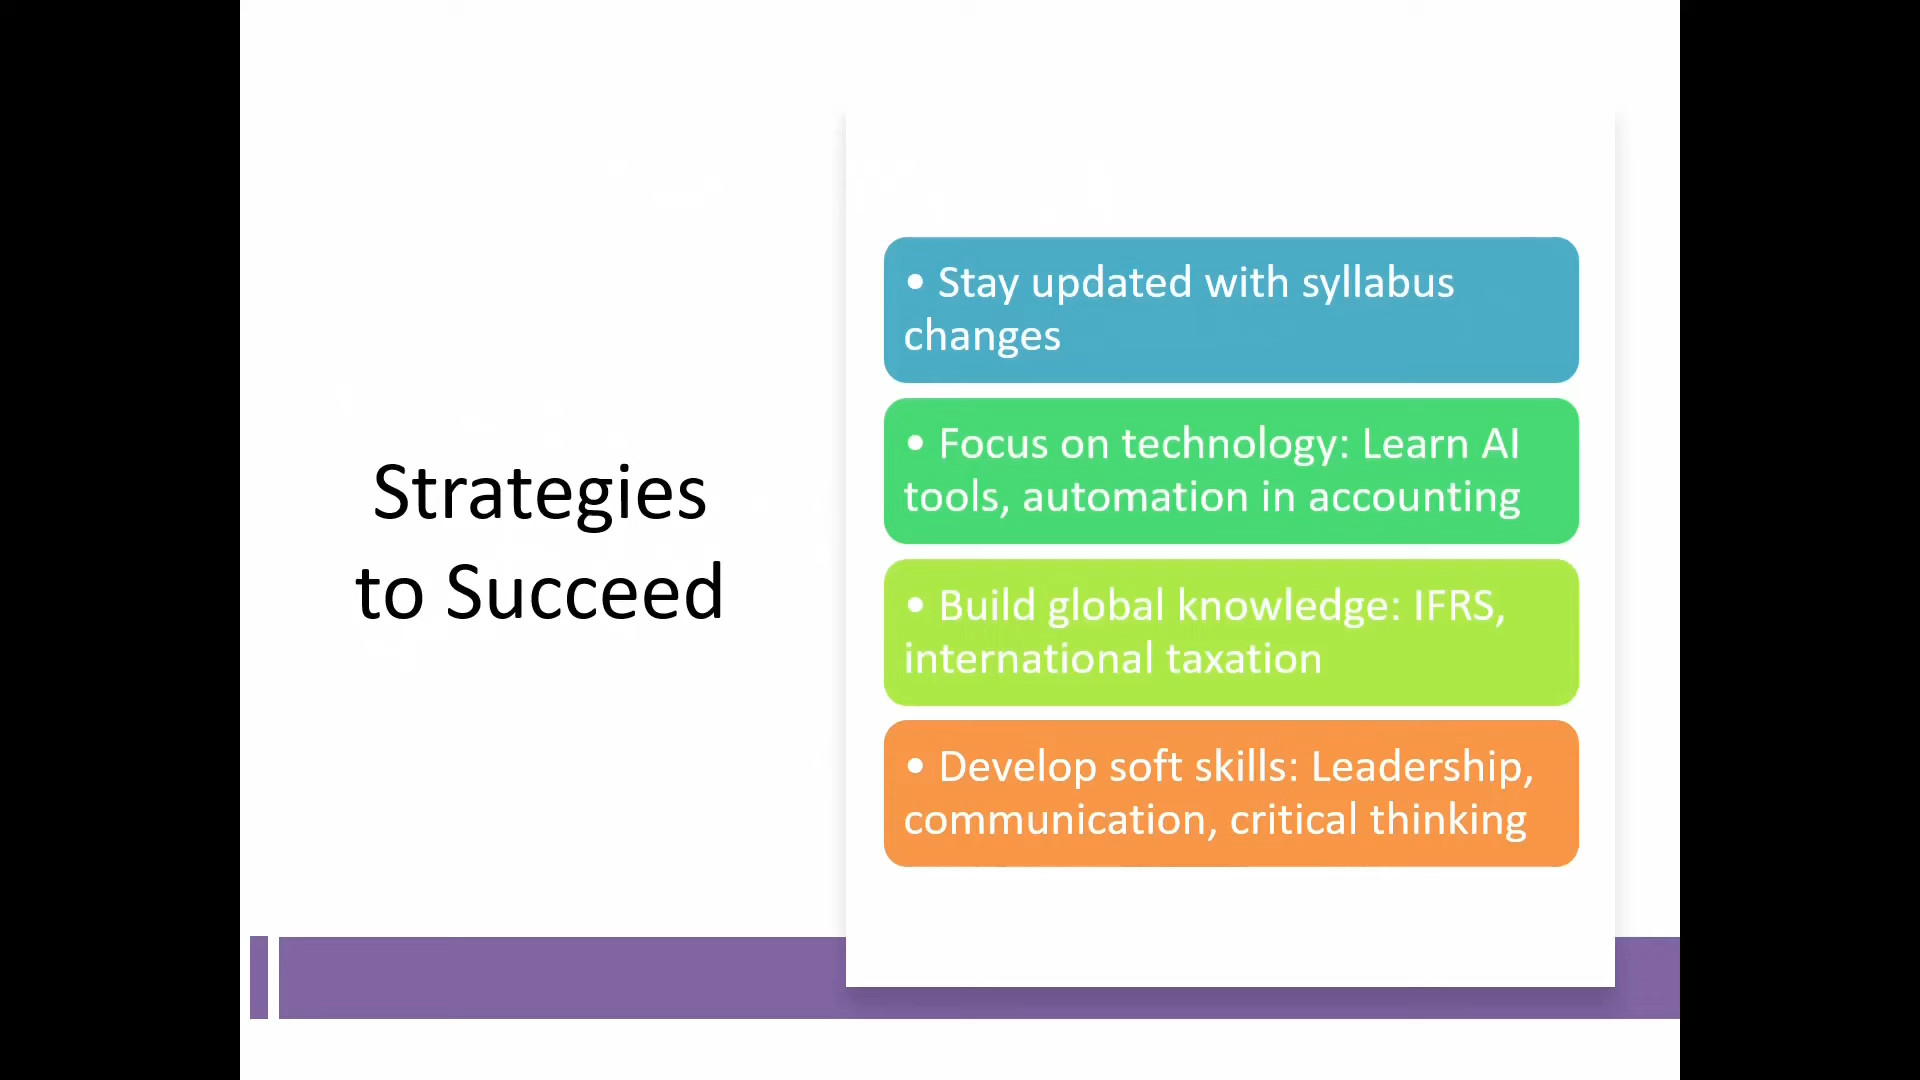 Strategies
to Succeed
• Stay updated with syllabus
changes
• Focus on technology: Learn AI
tools, automation in accounting
• Build global knowledge: IFRS,
international taxation
• Develop soft skills: Leadership,
communication, critical thinking